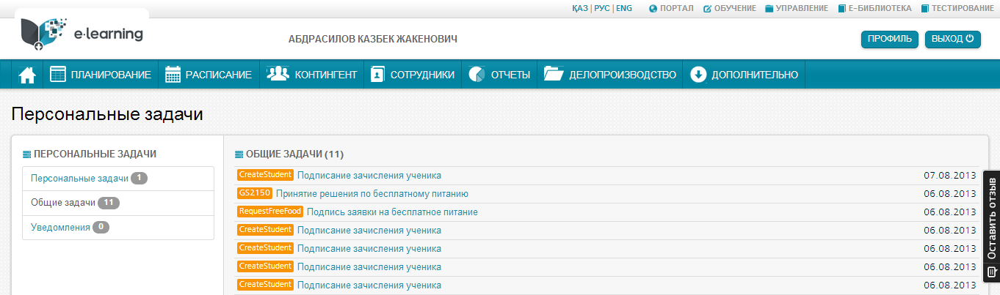 ҚАЗ | РУС | ENG ПОРТАЛ ОБУЧЕНИЕ УПРАВЛЕНИЕ Е-БИБЛИОТЕКА ТЕСТИРОВАНИЕ
e-learning АБДРАСИЛОВ КАЗБЕК ЖАКЕНОВИЧ ПРОФИЛЬ ВЫХОД
ПЛАНИРОВАНИЕ РАСПИСАНИЕ КОНТИНГЕНТ СОТРУДНИКИ ОТЧЕТЫ ДЕЛОПРОИЗВОДСТВО ДОПОЛНИТЕЛЬНО
Персональные задачи
ПЕРСОНАЛЬНЫЕ ЗАДАЧИ
Персональные задачи 1
Общие задачи 11
Уведомления 0
ОБЩИЕ ЗАДАЧИ (11)
CreateStudent Подписание зачисления ученика 07.08.2013
GS2150 Принятие решения по бесплатному питанию 06.08.2013
RequestFreeFood Подпись заявки на бесплатное питание 06.08.2013
CreateStudent Подписание зачисления ученика 06.08.2013
CreateStudent Подписание зачисления ученика 06.08.2013
CreateStudent Подписание зачисления ученика 06.08.2013
CreateStudent Подписание зачисления ученика 06.08.2013
Оставить отзыв